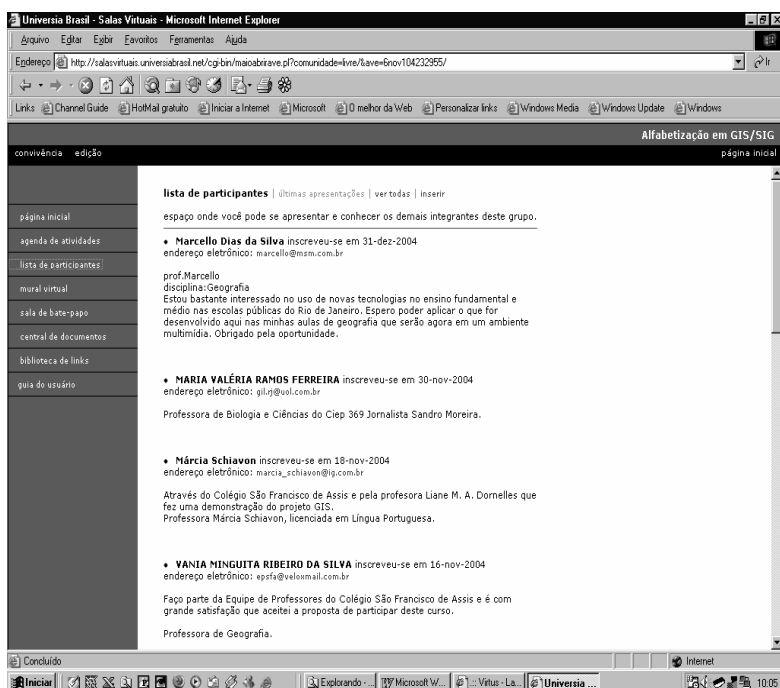 Universia Brasil - Salas Virtuais - Microsoft Internet Explorer
Arquivo Editar Exibir Favoritos Ferramentas Ajuda
Endereço http://salasvirtuais.universiabrasil.net/cgi-bin/maioabrirave.pl?comunidade=livre/&ave=6nov104232955/ Ir
Links Channel Guide HotMail gratuito Iniciar a Internet Microsoft O melhor da Web Personalizar links Windows Media Windows Update Windows
Alfabetização em GIS/SIG
convivência edição página inicial
página inicial
agenda de atividades
lista de participantes
mural virtual
sala de bate-papo
central de documentos
biblioteca de links
guia do usuário
lista de participantes | últimas apresentações | ver todas | inserir
espaço onde você pode se apresentar e conhecer os demais integrantes deste grupo.
• Marcello Dias da Silva inscreveu-se em 31-dez-2004
endereço eletrônico: marcello@msm.com.br
prof.Marcello
disciplina:Geografia
Estou bastante interessado no uso de novas tecnologias no ensino fundamental e
médio nas escolas públicas do Rio de Janeiro. Espero poder aplicar o que for
desenvolvido aqui nas minhas aulas de geografia que serão agora em um ambiente
multimídia. Obrigado pela oportunidade.
• MARIA VALÉRIA RAMOS FERREIRA inscreveu-se em 30-nov-2004
endereço eletrônico: gil.rj@uol.com.br
Professora de Biologia e Ciências do Ciep 369 Jornalista Sandro Moreira.
• Márcia Schiavon inscreveu-se em 18-nov-2004
endereço eletrônico: marcia_schiavon@ig.com.br
Através do Colégio São Francisco de Assis e pela profesora Liane M. A. Dornelles que
fez uma demonstração do projeto GIS.
Professora Márcia Schiavon, licenciada em Língua Portuguesa.
• VANIA MINGUITA RIBEIRO DA SILVA inscreveu-se em 16-nov-2004
endereço eletrônico: epsfa@veloxmail.com.br
Faço parte da Equipe de Professores do Colégio São Francisco de Assis e é com
grande satisfação que aceitei a proposta de participar deste curso.
Professora de Geografia.
Concluído Internet
Iniciar Explorando - ... Microsoft W... .:: Virtus - La... Universia ... 10:05